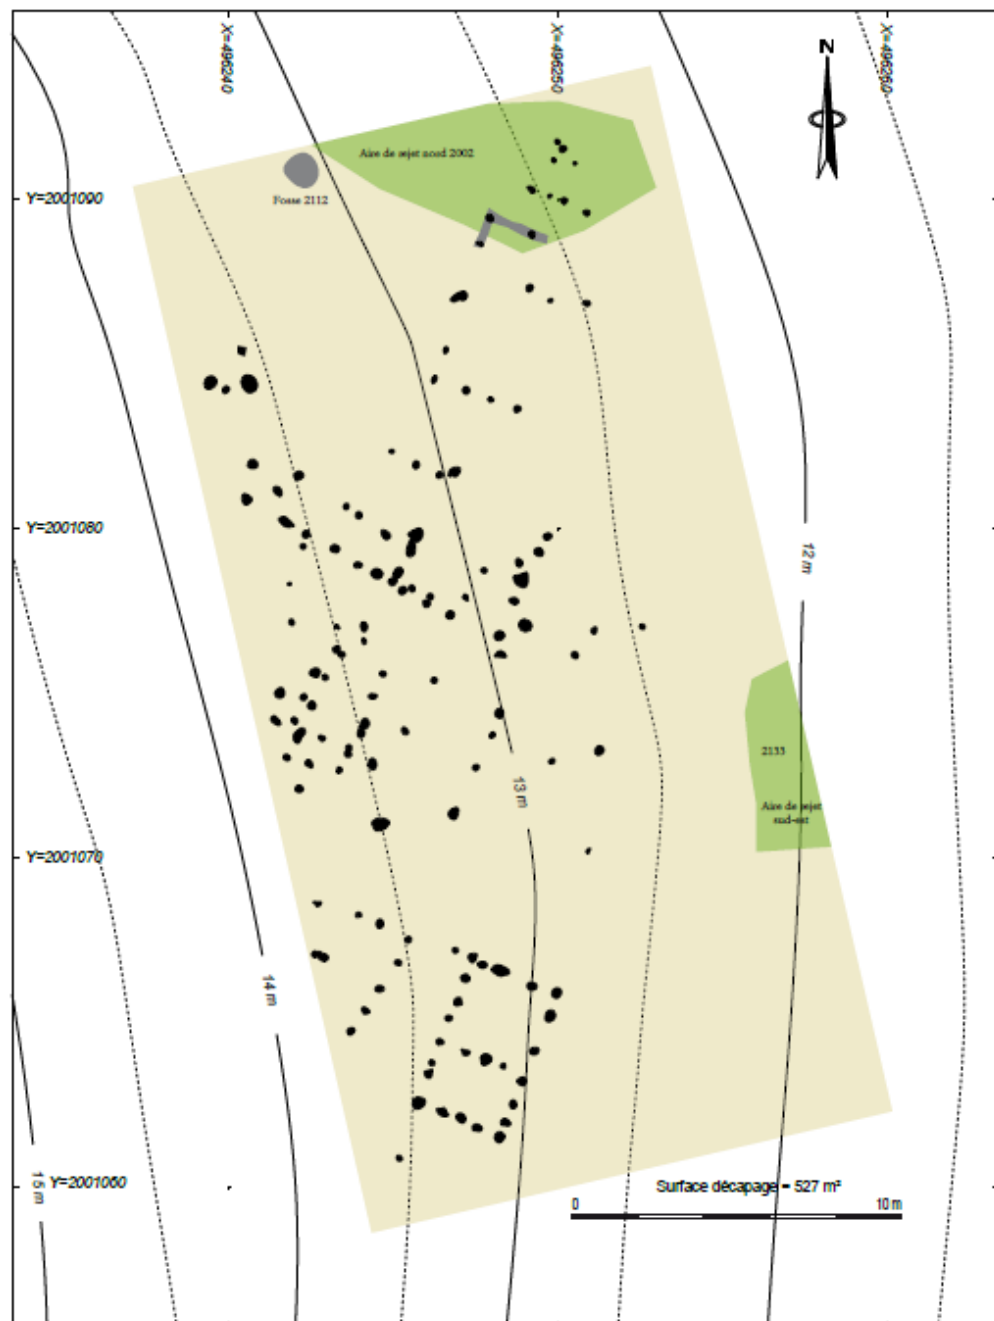 X=496240
X=496250
X=496260
N
Aire de rejet nord 2002
Y=2001090
Fosse 2112
Y=2001080
12 m
2133
13 m
Aire de rejet
sud-est
Y=2001070
14 m
15 m
Y=2001060
Surface décapage = 527 m²
0
10 m